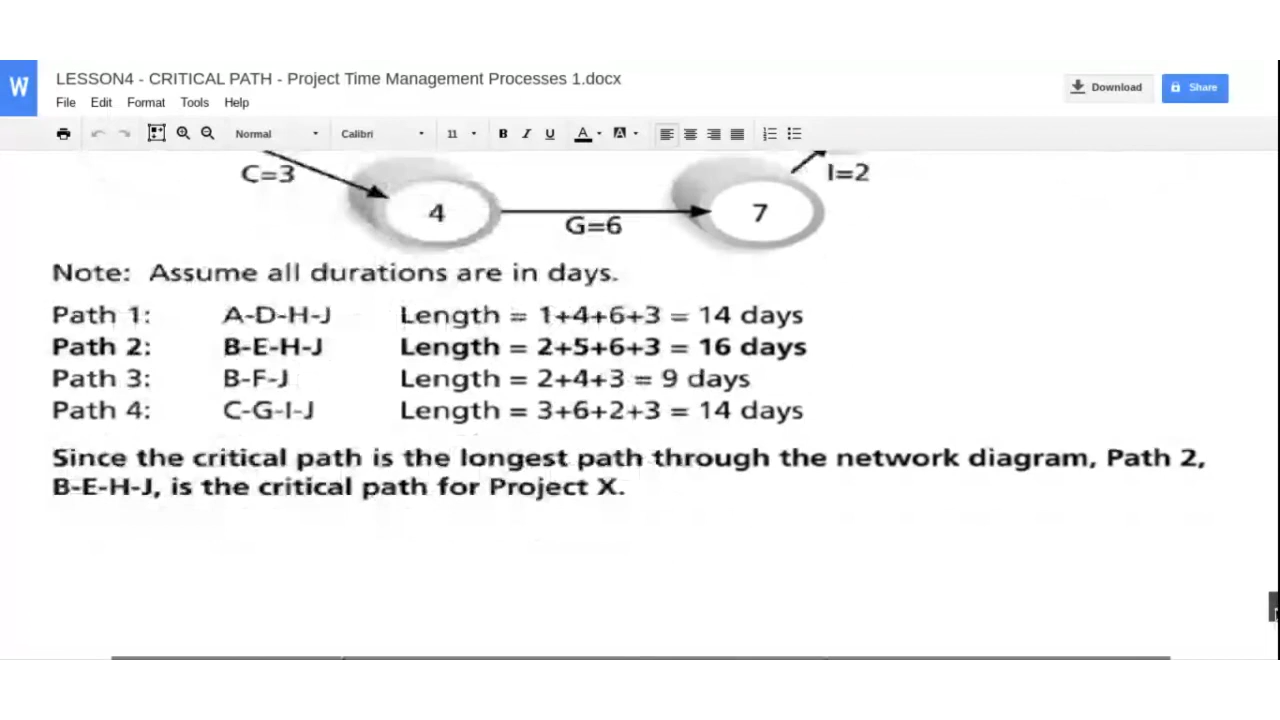 W LESSON4 - CRITICAL PATH - Project Time Management Processes 1.docx
File Edit Format Tools Help
Download
Share
Normal Calibri 11 B I U A A
C=3
I=2
4
7
G=6
Note: Assume all durations are in days.
Path 1: A-D-H-J Length = 1+4+6+3 = 14 days
Path 2: B-E-H-J Length = 2+5+6+3 = 16 days
Path 3: B-F-J Length = 2+4+3 = 9 days
Path 4: C-G-I-J Length = 3+6+2+3 = 14 days
Since the critical path is the longest path through the network diagram, Path 2,
B-E-H-J, is the critical path for Project X.